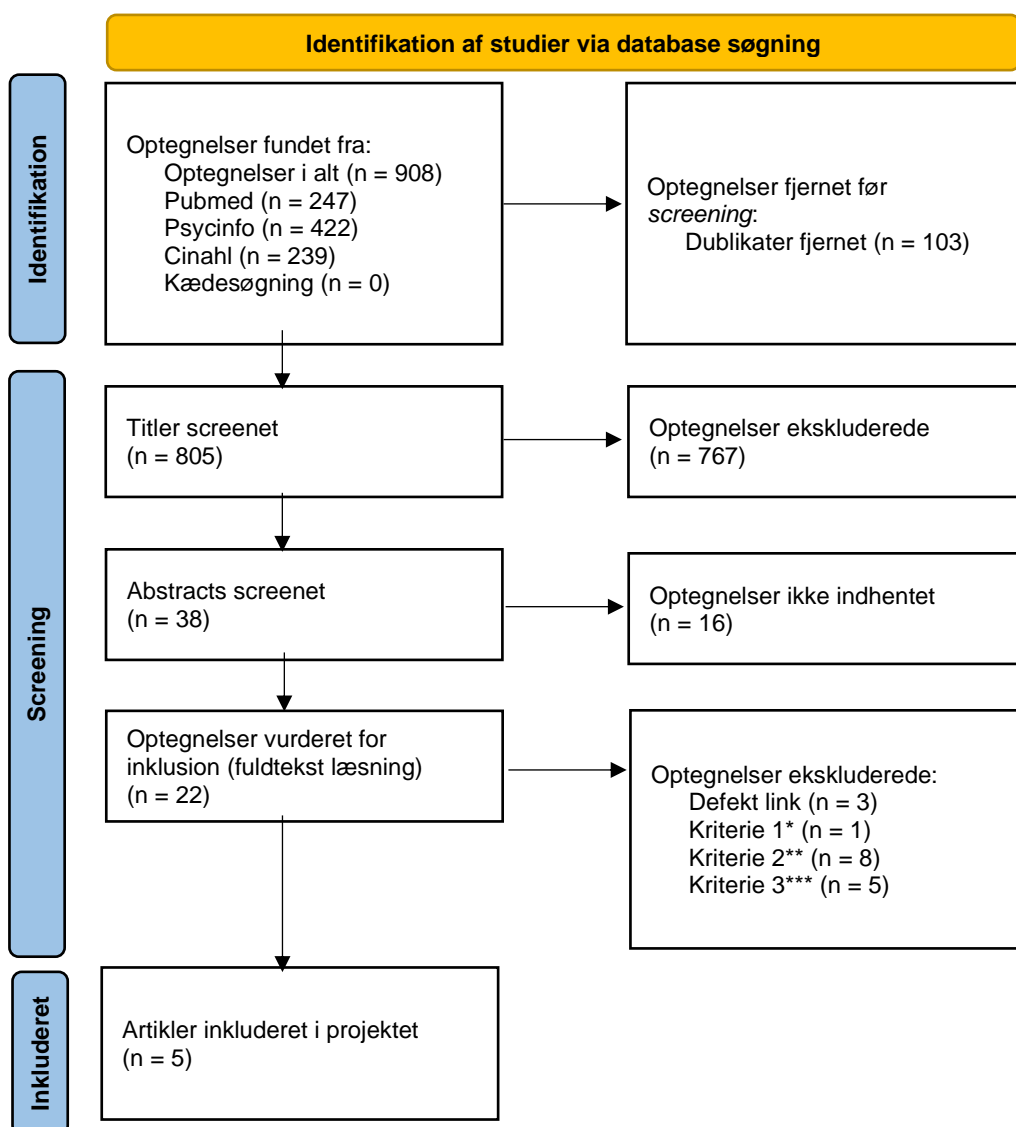 Identifikation af studier via database søgning
Identifikation
Optegnelser fundet fra:
Optegnelser i alt (n = 908)
Pubmed (n = 247)
Psycinfo (n = 422)
Cinahl (n = 239)
Kædesøgning (n = 0)
Optegnelser fjernet før
screening:
Dublikater fjernet (n = 103)
Screening
Titler screenet
(n = 805)
Optegnelser ekskluderede
(n = 767)
Abstracts screenet
(n = 38)
Optegnelser ikke indhentet
(n = 16)
Optegnelser vurderet for
inklusion (fuldtekst læsning)
(n = 22)
Optegnelser ekskluderede:
Defekt link (n = 3)
Kriterie 1* (n = 1)
Kriterie 2** (n = 8)
Kriterie 3*** (n = 5)
Inkluderet
Artikler inkluderet i projektet
(n = 5)